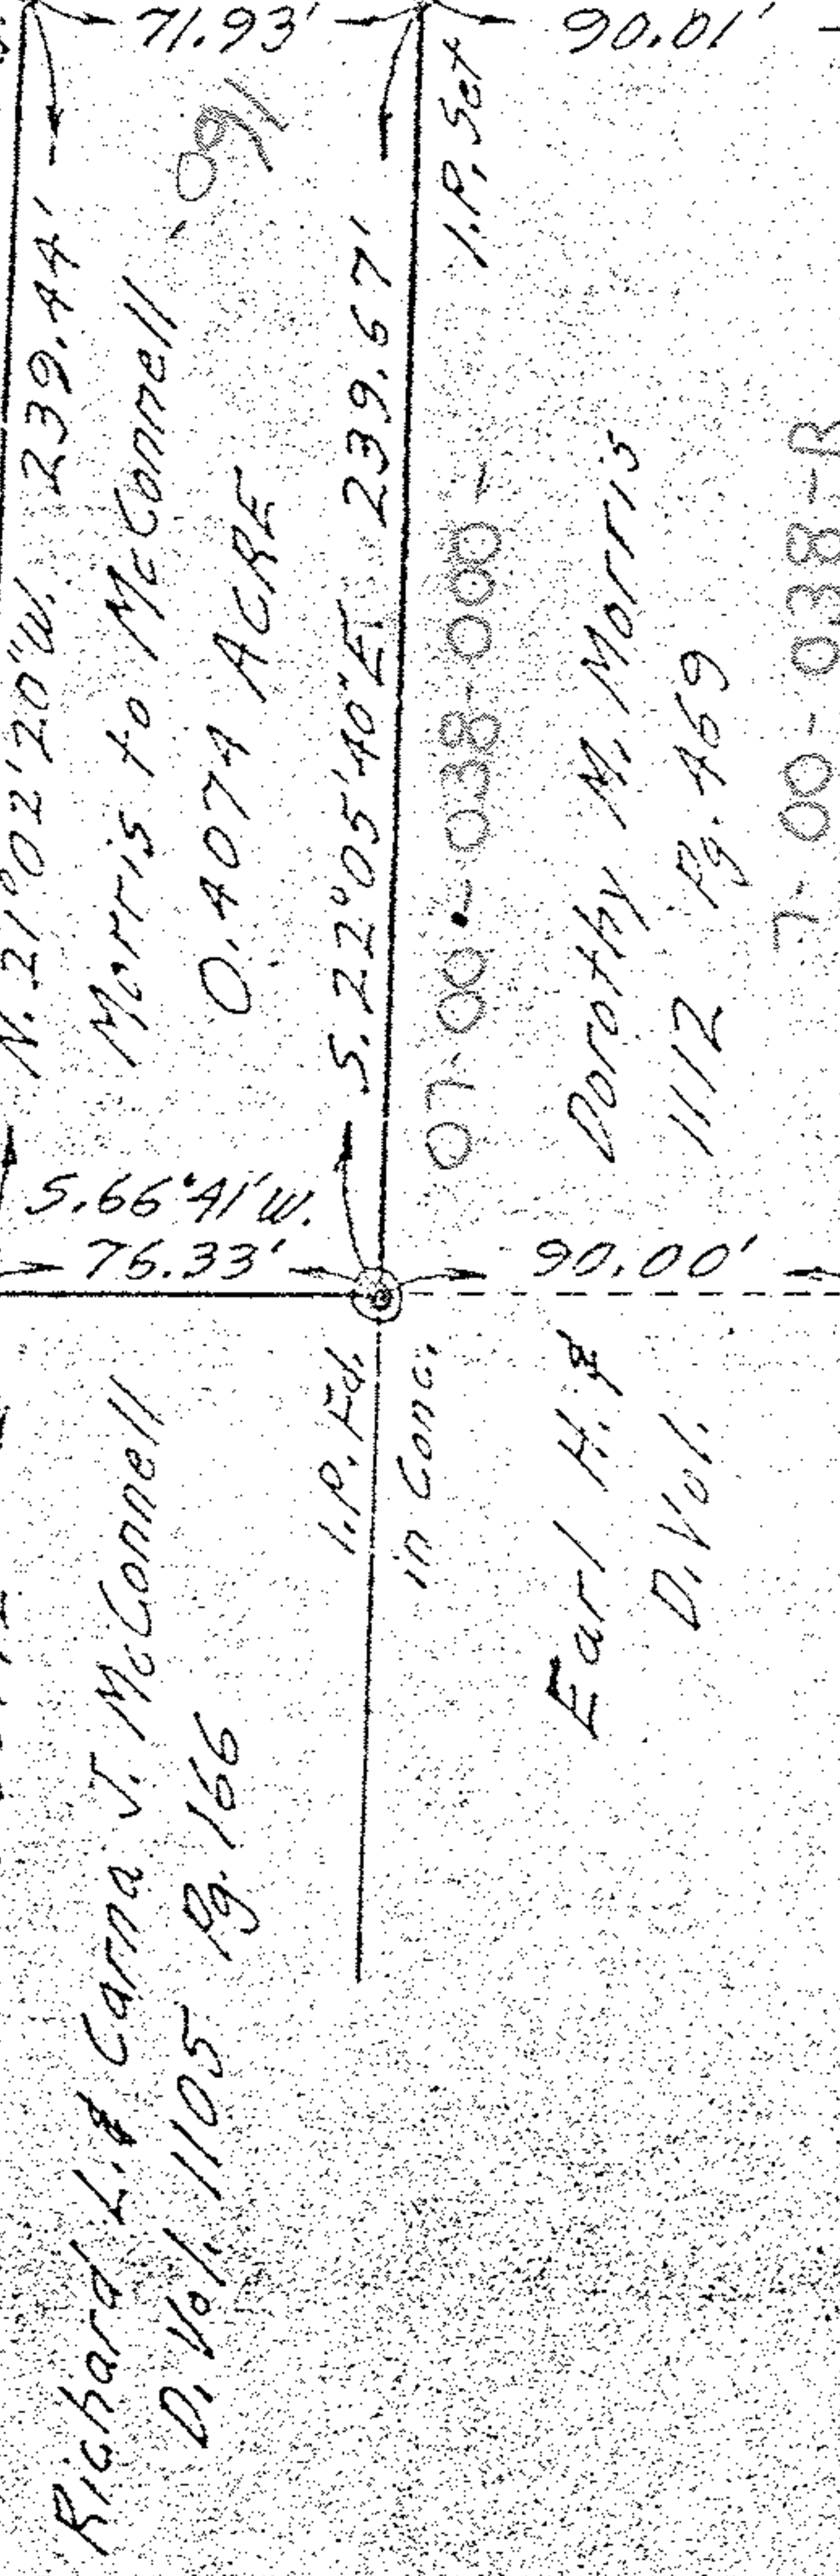 71.93'
90.01'
N. 21°02'20"W. 239.44'
Morris to McConnell
160'
0.4074 ACRE
S. 22°05'40"E. 239.67'
I.P. Set
07-00-038-000-
Dorothy M. Morris
1112 Pg. 469
7-00-038-R
S. 66°41'W.
76.33'
90.00'
I.P. Fd.
in Conc.
Earl H. &
D. Vol.
Richard L. & Carna J. McConnell
D. Vol. 1105 Pg. 166